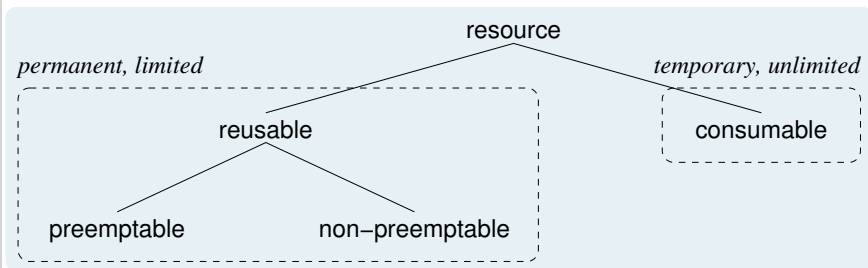 resource
permanent, limited
temporary, unlimited
reusable
consumable
preemptable
non−preemptable